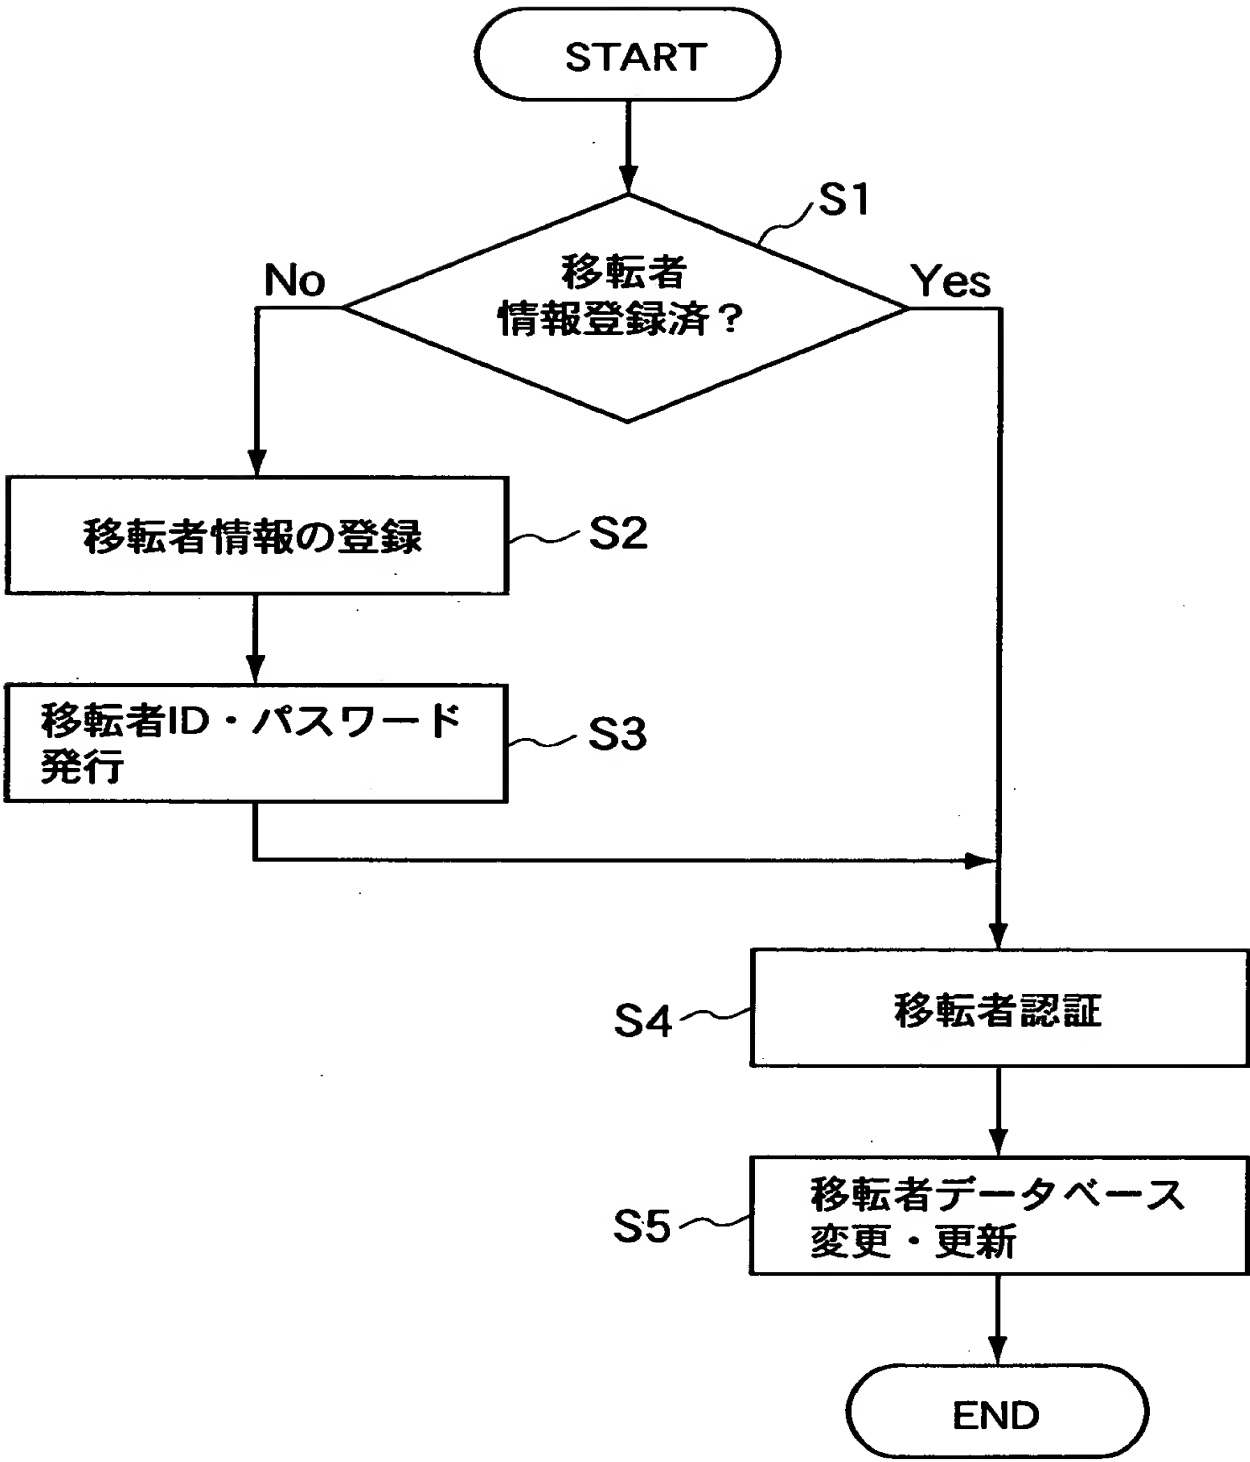 START
S1
移転者
情報登録済？
No
Yes
移転者情報の登録
S2
移転者ID・パスワード
発行
S3
移転者認証
S4
移転者データベース
変更・更新
S5
END